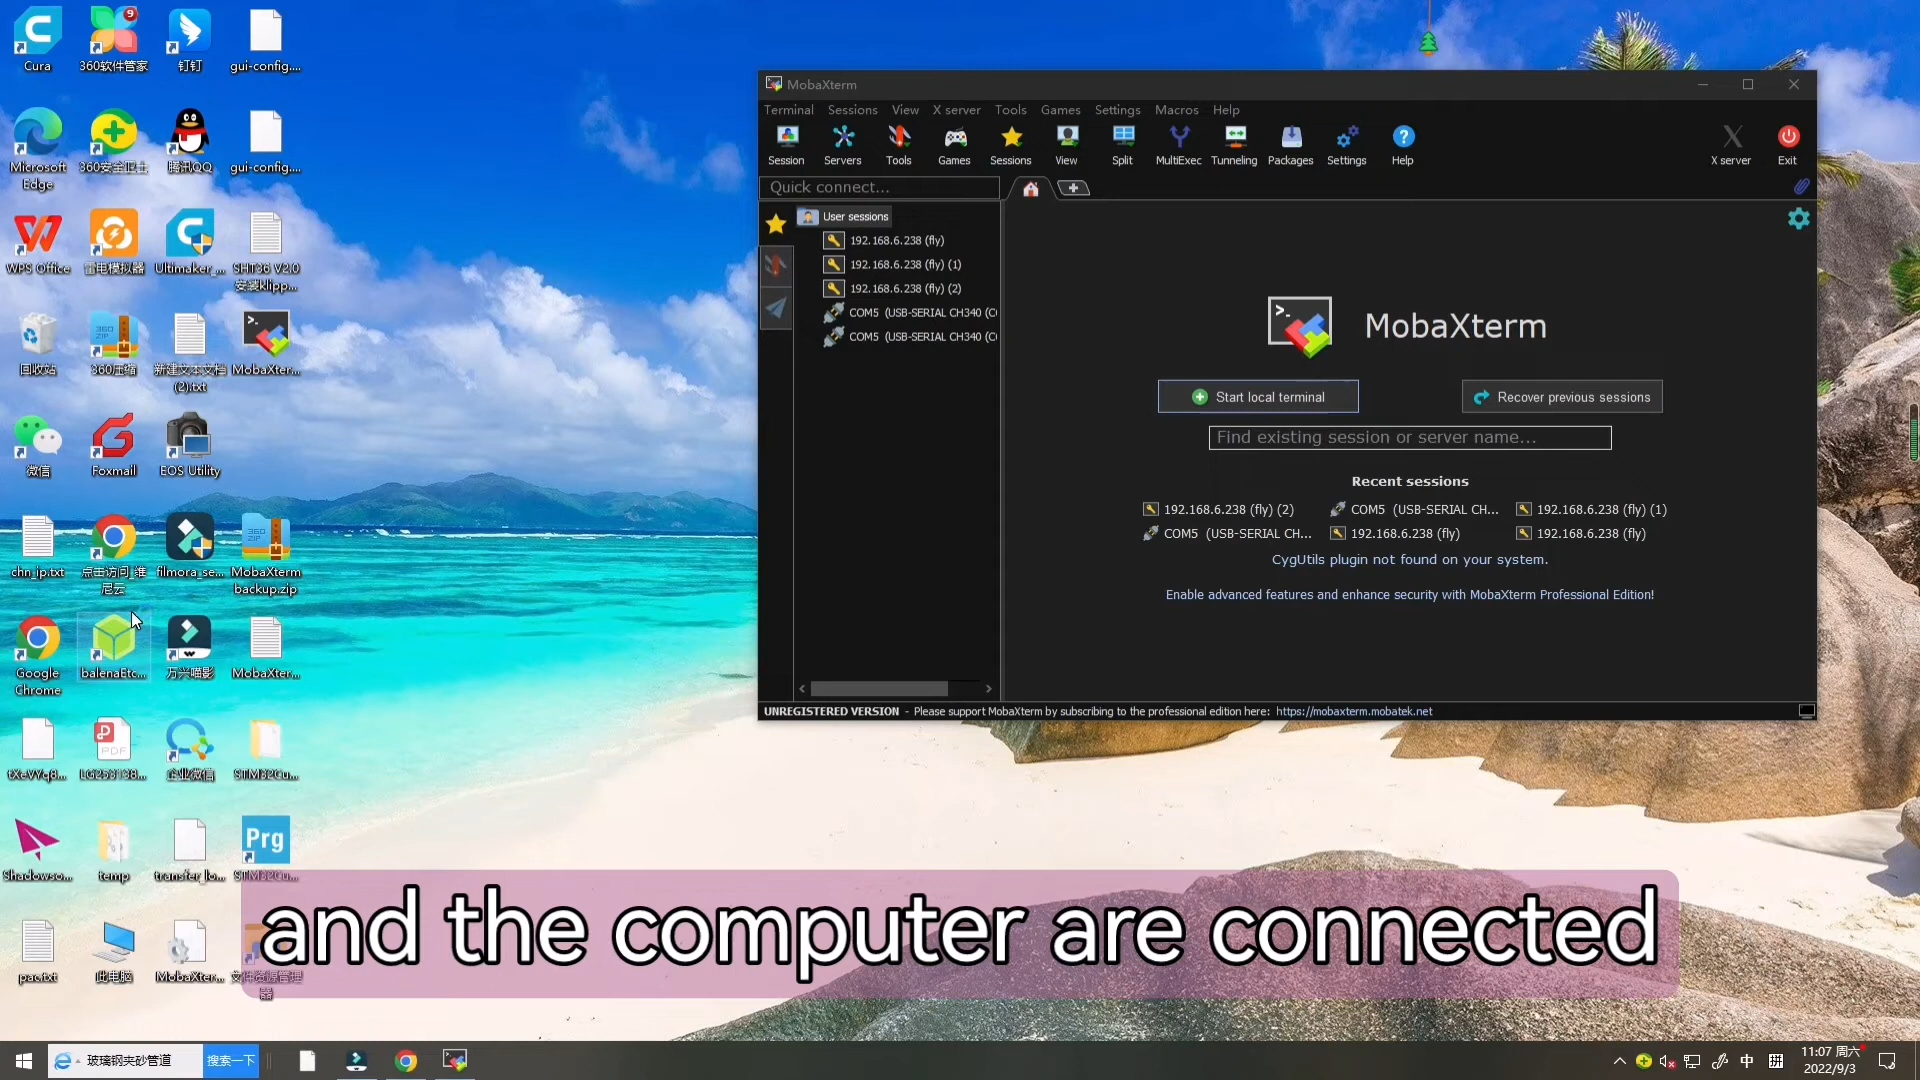 Cura
360软件管家
9
钉钉
gui-config....
Microsoft
Edge
360安全卫士
腾讯QQ
gui-config....
WPS Office
雷电模拟器
Ultimaker_...
SHT36 V2.0
安装klipp...
回收站
360压缩
新建文本文档
(2).txt
MobaXter...
微信
Foxmail
EOS Utility
chn_ip.txt
点击访问_维
尼云
filmora_se...
MobaXterm
backup.zip
Google
Chrome
balenaEtc...
万兴喵影
MobaXter...
tXeVYq8...
LG253138...
企业微信
STM32Cu...
Shadowso...
temp
transfer_lo...
Prg
STM32Cu...
pac.txt
此电脑
MobaXter...
文件资源管理
器
MobaXterm
Terminal Sessions View X server Tools Games Settings Macros Help
Session Servers Tools Games Sessions View Split MultiExec Tunneling Packages Settings Help X server Exit
Quick connect...
User sessions
192.168.6.238 (fly)
192.168.6.238 (fly) (1)
192.168.6.238 (fly) (2)
COM5 (USB-SERIAL CH340 (C
COM5 (USB-SERIAL CH340 (C
MobaXterm
Start local terminal
Recover previous sessions
Find existing session or server name...
Recent sessions
192.168.6.238 (fly) (2) COM5 (USB-SERIAL CH... 192.168.6.238 (fly) (1)
COM5 (USB-SERIAL CH... 192.168.6.238 (fly) 192.168.6.238 (fly)
CygUtils plugin not found on your system.
Enable advanced features and enhance security with MobaXterm Professional Edition!
UNREGISTERED VERSION - Please support MobaXterm by subscribing to the professional edition here: https://mobaxterm.mobatek.net
and the computer are connected
玻璃钢夹砂管道
搜索一下
中
拼
11:07 周六
2022/9/3